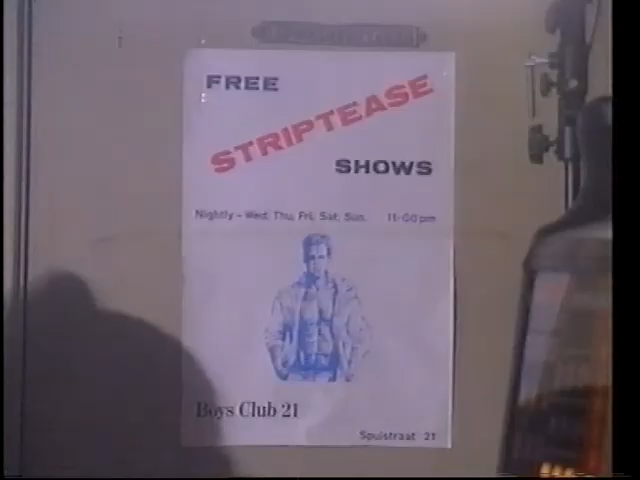 FREE
STRIPTEASE
SHOWS
Nightly - Wed, Thu, Fri, Sat, Sun. 11-00 pm
Boys Club 21
Spuistraat 21